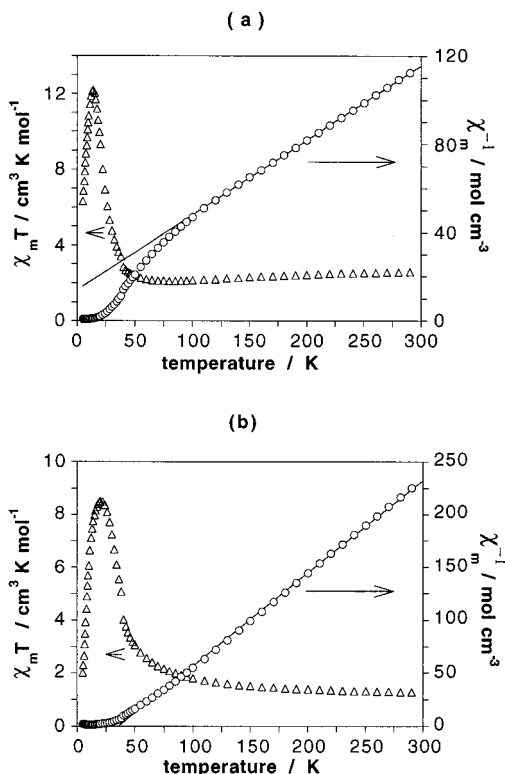 ( a )
χmT / cm³ K mol⁻¹
12
8
4
0
120
80
40
0
χm⁻¹ / mol cm⁻³
0 50 100 150 200 250 300
temperature / K
(b)
χmT / cm³ K mol⁻¹
10
8
6
4
2
0
250
200
150
100
50
0
χm⁻¹ / mol cm⁻³
0 50 100 150 200 250 300
temperature / K